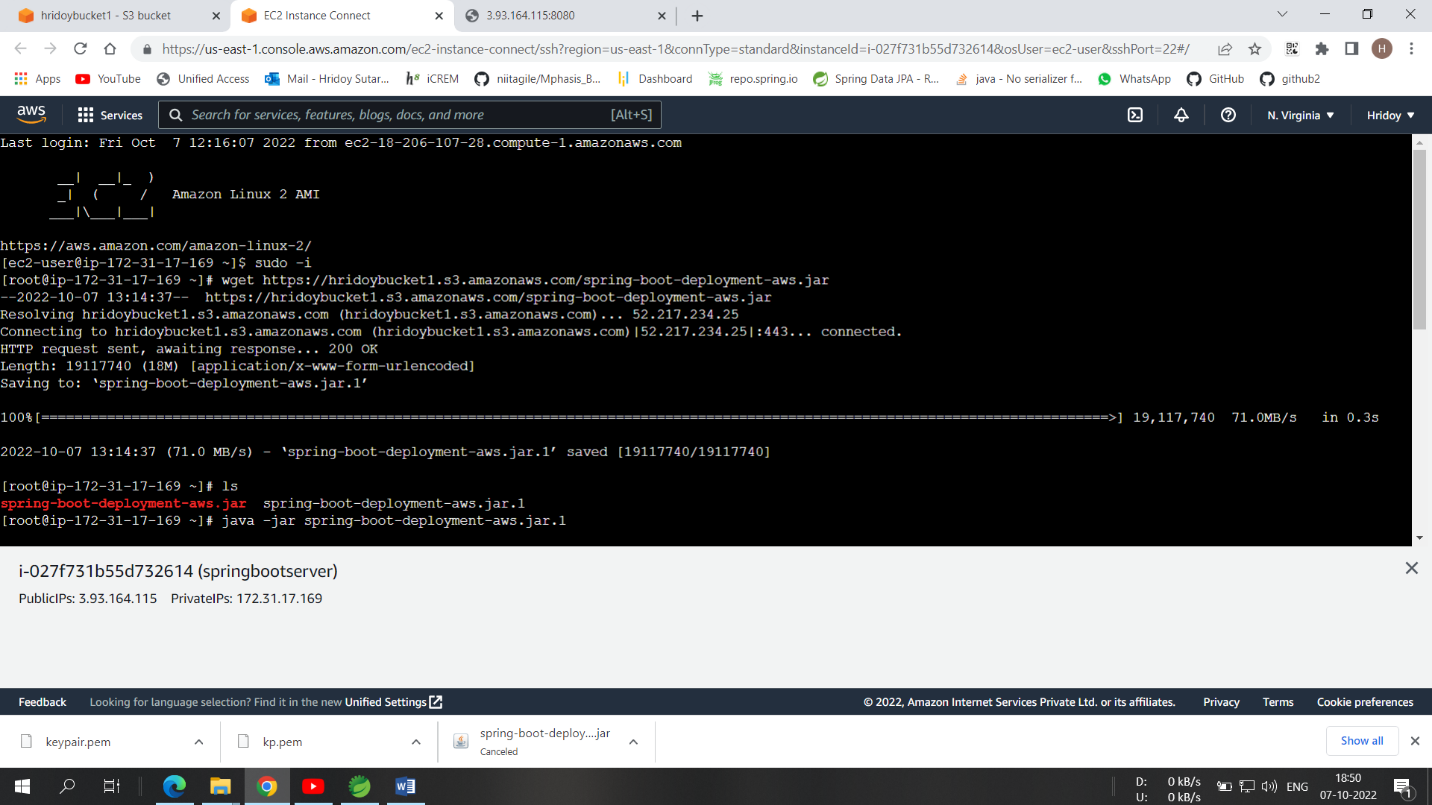 hridoybucket1 - S3 bucket
EC2 Instance Connect
3.93.164.115:8080
https://us-east-1.console.aws.amazon.com/ec2-instance-connect/ssh?region=us-east-1&connType=standard&instanceId=i-027f731b55d732614&osUser=ec2-user&sshPort=22#/
H
Apps YouTube Unified Access Mail - Hridoy Sutar... iCREM niitagile/Mphasis_B... Dashboard repo.spring.io Spring Data JPA - R... java - No serializer f... WhatsApp GitHub github2
aws Services Search for services, features, blogs, docs, and more [Alt+S] N. Virginia Hridoy
Last login: Fri Oct  7 12:16:07 2022 from ec2-18-206-107-28.compute-1.amazonaws.com
       __|  __|_  )
       _|  (     /   Amazon Linux 2 AMI
      ___|\___|___|
https://aws.amazon.com/amazon-linux-2/
[ec2-user@ip-172-31-17-169 ~]$ sudo -i
[root@ip-172-31-17-169 ~]# wget https://hridoybucket1.s3.amazonaws.com/spring-boot-deployment-aws.jar
--2022-10-07 13:14:37--  https://hridoybucket1.s3.amazonaws.com/spring-boot-deployment-aws.jar
Resolving hridoybucket1.s3.amazonaws.com (hridoybucket1.s3.amazonaws.com)... 52.217.234.25
Connecting to hridoybucket1.s3.amazonaws.com (hridoybucket1.s3.amazonaws.com)|52.217.234.25|:443... connected.
HTTP request sent, awaiting response... 200 OK
Length: 19117740 (18M) [application/x-www-form-urlencoded]
Saving to: ‘spring-boot-deployment-aws.jar.1’
100%[==================================================>] 19,117,740  71.0MB/s   in 0.3s
2022-10-07 13:14:37 (71.0 MB/s) - ‘spring-boot-deployment-aws.jar.1’ saved [19117740/19117740]
[root@ip-172-31-17-169 ~]# ls
spring-boot-deployment-aws.jar  spring-boot-deployment-aws.jar.1
[root@ip-172-31-17-169 ~]# java -jar spring-boot-deployment-aws.jar.1
i-027f731b55d732614 (springbootserver)
PublicIPs: 3.93.164.115 PrivateIPs: 172.31.17.169
Feedback Looking for language selection? Find it in the new Unified Settings © 2022, Amazon Internet Services Private Ltd. or its affiliates. Privacy Terms Cookie preferences
keypair.pem
kp.pem
spring-boot-deploy....jar
Canceled
Show all
D: 0 kB/s
U: 0 kB/s
ENG
18:50
07-10-2022
1